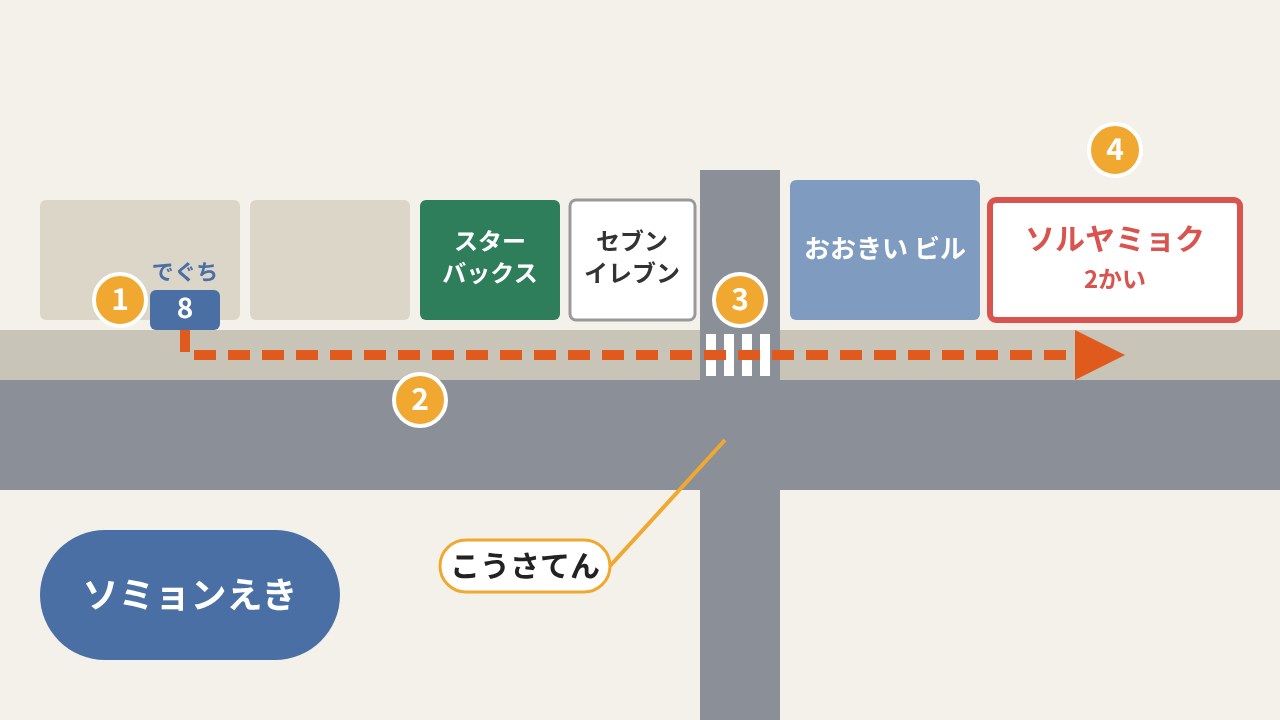 4
スター
バックス
セブン
イレブン
おおきい ビル
ソルヤミョク
2かい
でぐち
1
8
3
2
こうさてん
ソミョンえき